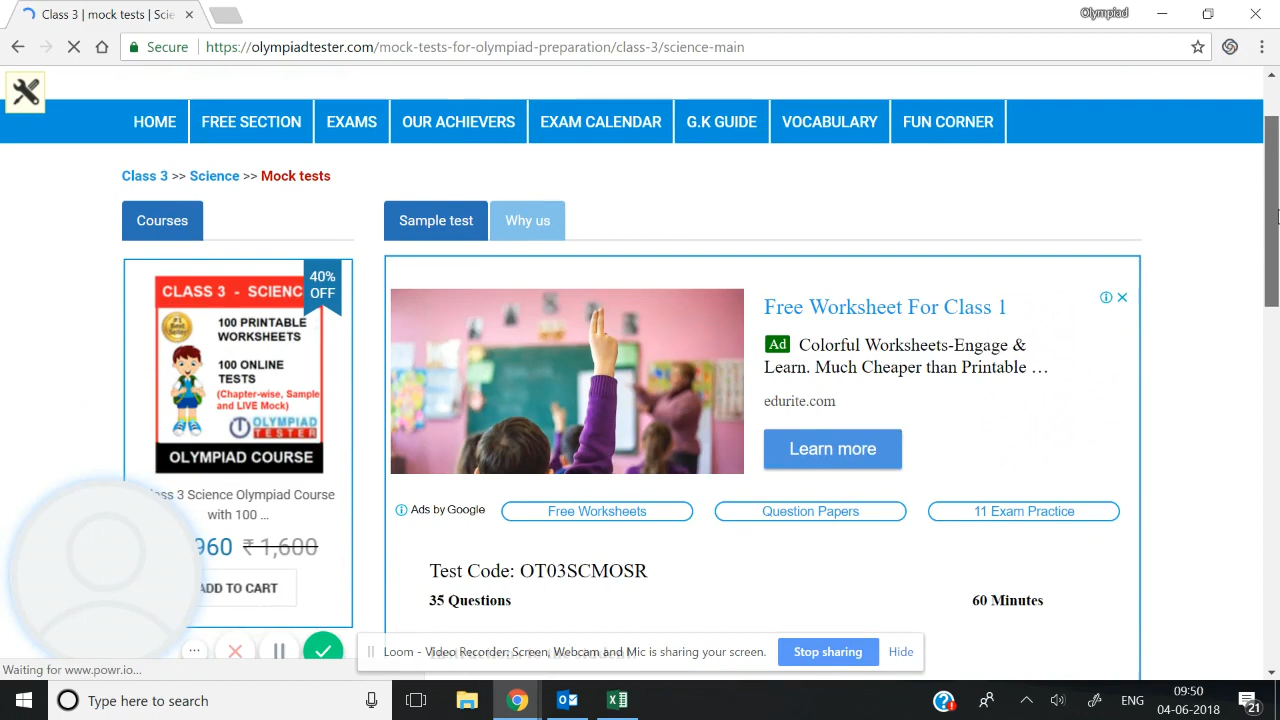 Class 3 | mock tests | Scie
Olympiad
Secure
https://olympiadtester.com/mock-tests-for-olympiad-preparation/class-3/science-main
HOME
FREE SECTION
EXAMS
OUR ACHIEVERS
EXAM CALENDAR
G.K GUIDE
VOCABULARY
FUN CORNER
Class 3 >> Science >> Mock tests
Courses
Sample test
Why us
40%
OFF
CLASS 3 - SCIENC
100 PRINTABLE
WORKSHEETS
100 ONLINE
TESTS
(Chapter-wise, Sample
and LIVE Mock)
OLYMPIAD
TESTER
OLYMPIAD COURSE
lass 3 Science Olympiad Course
with 100 ...
960 ₹ 1,600
ADD TO CART
Free Worksheet For Class 1
Ad Colorful Worksheets-Engage &
Learn. Much Cheaper than Printable ...
edurite.com
Learn more
Ads by Google
Free Worksheets
Question Papers
11 Exam Practice
Test Code: OT03SCMOSR
35 Questions
60 Minutes
Loom - Video Recorder: Screen, Webcam and Mic is sharing your screen.
Stop sharing
Hide
Waiting for www.powr.io...
Type here to search
ENG
09:50
04-06-2018
21